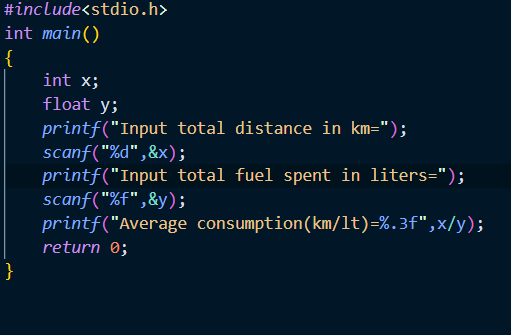 #include<stdio.h>
int main()
{
    int x;
    float y;
    printf("Input total distance in km=");
    scanf("%d",&x);
    printf("Input total fuel spent in liters=");
    scanf("%f",&y);
    printf("Average consumption(km/lt)=%.3f",x/y);
    return 0;
}